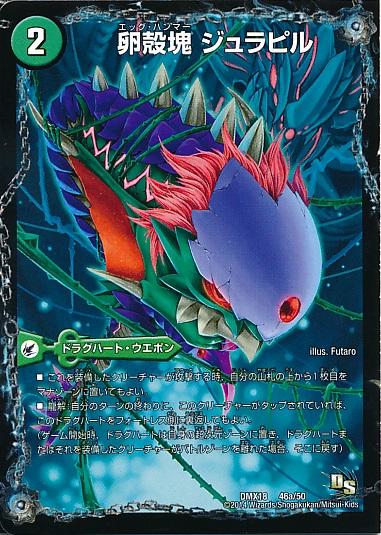 2
エッグ・ハンマー
卵殻塊 ジュラピル
illus. Futaro
ドラグハート・ウエポン
■ これを装備したクリーチャーが攻撃する時、自分の山札の上から1枚目を
マナゾーンに置いてもよい。
■ 龍解:自分のターンの終わりに、このクリーチャーがタップされていれば、
このドラグハートをフォートレス側に裏返してもよい。
(ゲーム開始時、ドラグハートは自身の超次元ゾーンに置き、ドラグハートま
たはそれを装備したクリーチャーがバトルゾーンを離れた場合、そこに戻す)
DS
DMX18 46a/50
©2014 Wizards/Shogakukan/Mitsui-Kids